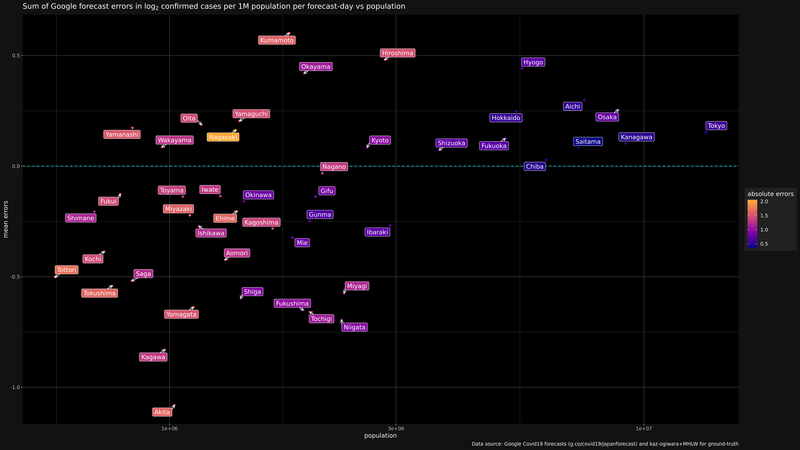 Sum of Google forecast errors in log₂ confirmed cases per 1M population per forecast-day vs population
Kumamoto
Hiroshima
Okayama
Hyogo
Aichi
Hokkaido
Osaka
Oita
Yamaguchi
Tokyo
Yamanashi
Wakayama
Nagasaki
Kyoto
Shizuoka
Fukuoka
Saitama
Kanagawa
Nagano
Chiba
Toyama
Iwate
Okinawa
Gifu
Fukui
Miyazaki
Shimane
Ehime
Kagoshima
Gunma
Ishikawa
Ibaraki
Mie
Kochi
Aomori
Tottori
Saga
Tokushima
Shiga
Miyagi
Fukushima
Yamagata
Tochigi
Niigata
Kagawa
Akita
0.5
0.0
-0.5
-1.0
mean errors
1e+06
3e+06
1e+07
population
absolute errors
2.0
1.5
1.0
0.5
Data source: Google Covid19 forecasts (g.co/covid19/japanforecast) and kaz-ogiwara+MHLW for ground-truth